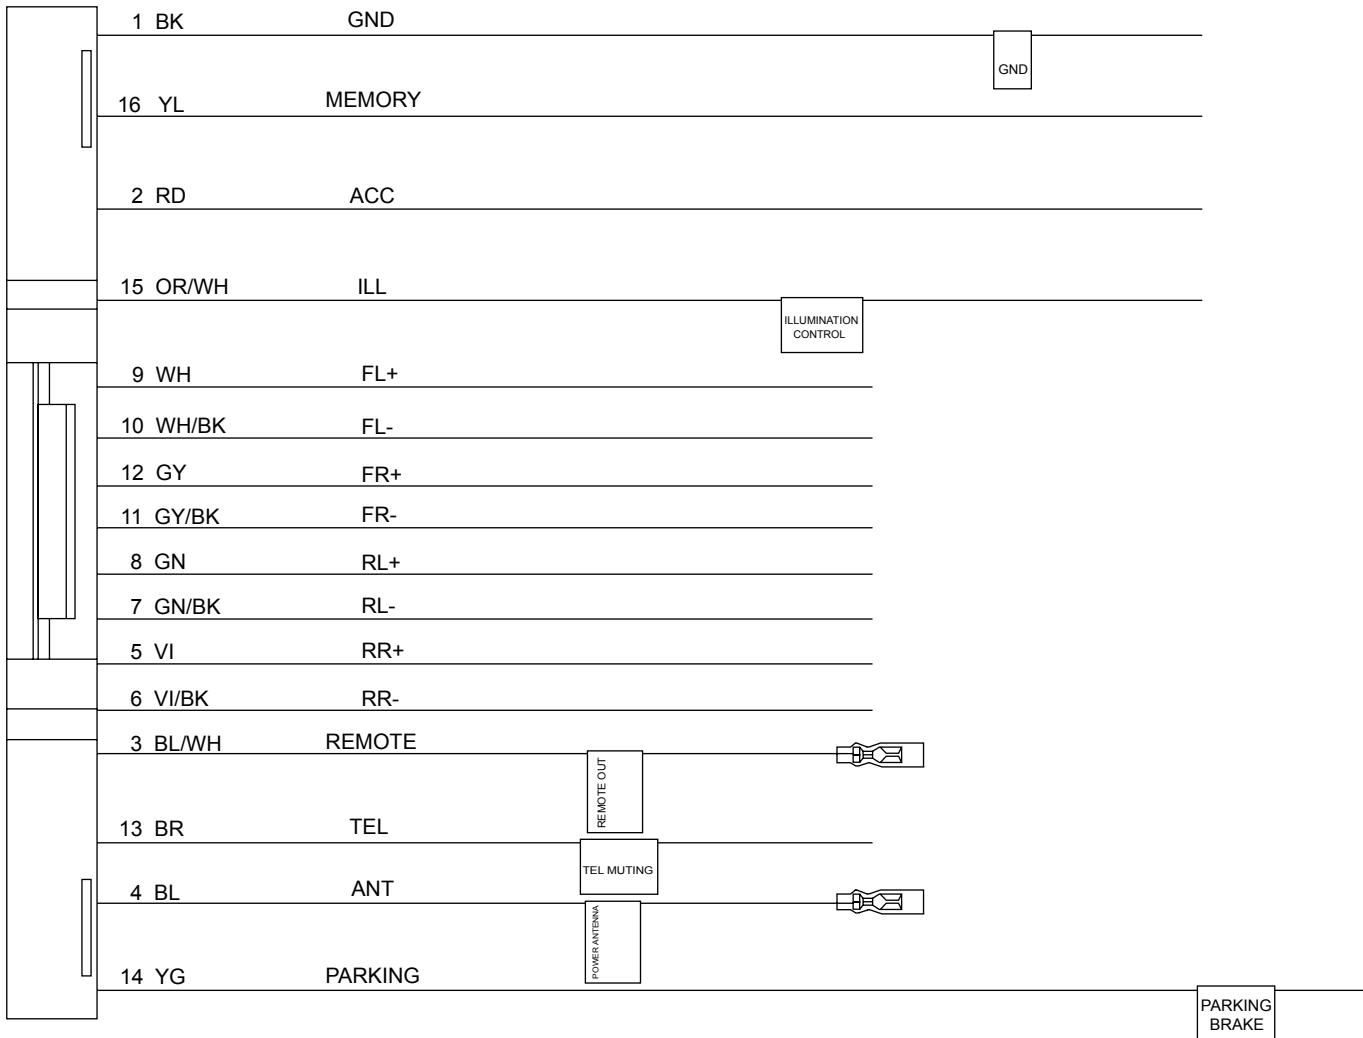 1 BK GND
GND
16 YL MEMORY
2 RD ACC
15 OR/WH ILL
ILLUMINATION
CONTROL
9 WH FL+
10 WH/BK FL-
12 GY FR+
11 GY/BK FR-
8 GN RL+
7 GN/BK RL-
5 VI RR+
6 VI/BK RR-
3 BL/WH REMOTE
REMOTE OUT
13 BR TEL
TEL MUTING
4 BL ANT
POWER ANTENNA
14 YG PARKING
PARKING
BRAKE